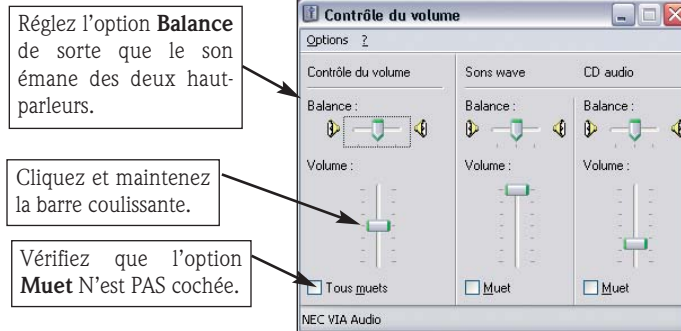 Réglez l'option Balance
de sorte que le son
émane des deux haut-
parleurs.
Cliquez et maintenez
la barre coulissante.
Vérifiez que l'option
Muet N'est PAS cochée.
Contrôle du volume
Options ?
Contrôle du volume Sons wave CD audio
Balance : Balance : Balance :
Volume : Volume : Volume :
Tous muets Muet Muet
NEC VIA Audio